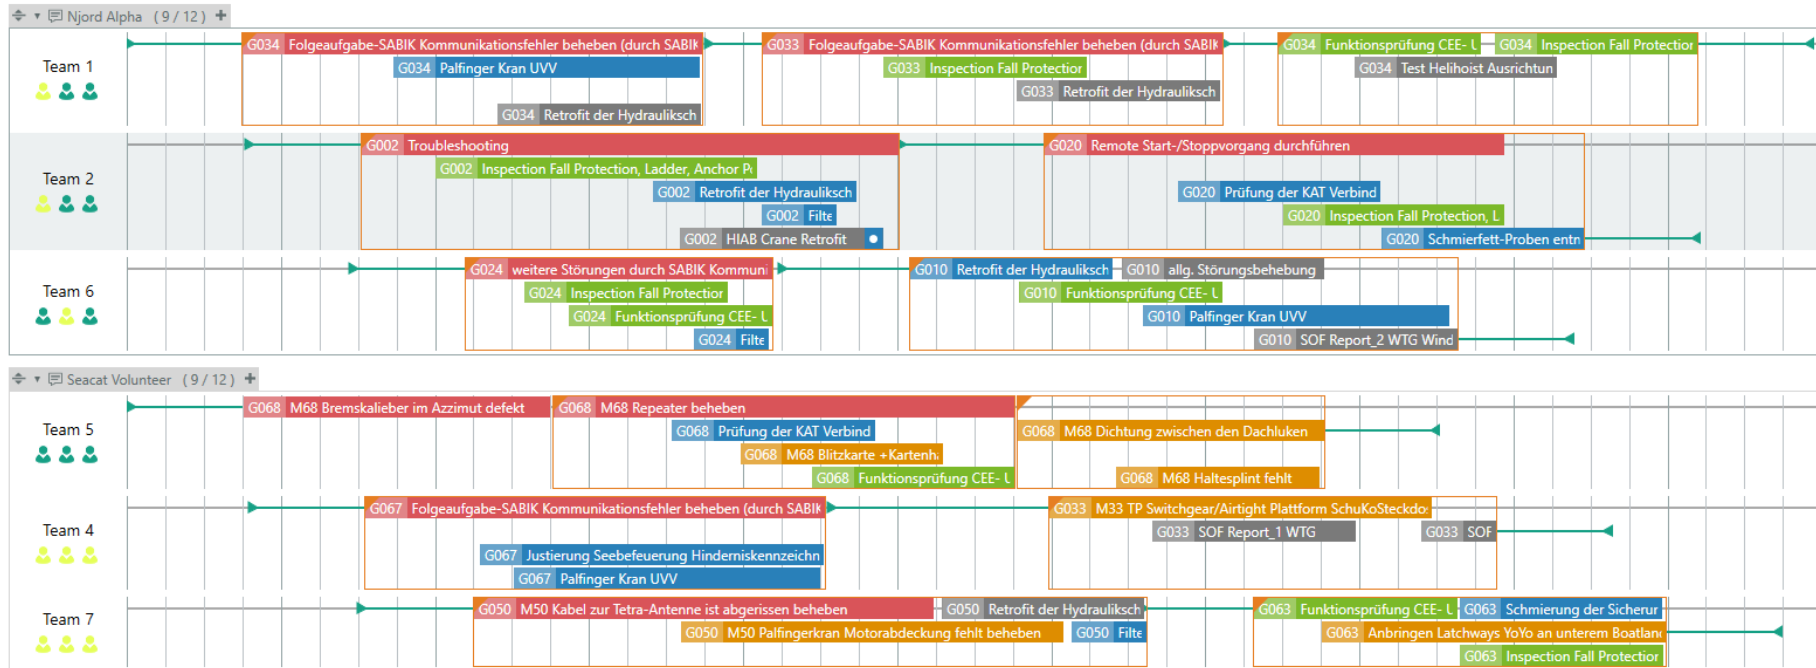 Njord Alpha (9/12) +
G034 Folgeaufgabe-SABIK Kommunikationsfehler beheben (durch SABIK
G033 Folgeaufgabe-SABIK Kommunikationsfehler beheben (durch SABIK
G034 Funktionsprüfung CEE- U
G034 Inspection Fall Protection
Team 1
G034 Palfinger Kran UVV
G033 Inspection Fall Protection
G034 Test Helihoist Ausrichtun
G033 Retrofit der Hydrauliksch
G034 Retrofit der Hydrauliksch
G002 Troubleshooting
G020 Remote Start-/Stoppvorgang durchführen
G002 Inspection Fall Protection, Ladder, Anchor Po
Team 2
G002 Retrofit der Hydrauliksch
G020 Prüfung der KAT Verbind
G002 Filte
G020 Inspection Fall Protection, L
G002 HIAB Crane Retrofit
G020 Schmierfett-Proben entn
G024 weitere Störungen durch SABIK Kommuni
G010 Retrofit der Hydrauliksch
G010 allg. Störungsbehebung
Team 6
G024 Inspection Fall Protection
G010 Funktionsprüfung CEE- U
G024 Funktionsprüfung CEE- U
G010 Palfinger Kran UVV
G024 Filte
G010 SOF Report_2 WTG Wind
Seacat Volunteer (9/12) +
G068 M68 Bremskalieber im Azzimut defekt
G068 M68 Repeater beheben
Team 5
G068 Prüfung der KAT Verbind
G068 M68 Dichtung zwischen den Dachluken
G068 M68 Blitzkarte +Kartenha
G068 Funktionsprüfung CEE- U
G068 M68 Haltesplint fehlt
G067 Folgeaufgabe-SABIK Kommunikationsfehler beheben (durch SABIK
G033 M33 TP Switchgear/Airtight Plattform SchuKoSteckdos
Team 4
G033 SOF Report_1 WTG
G033 SOF
G067 Justierung Seebefeuerung Hinderniskennzeichn
G067 Palfinger Kran UVV
G050 M50 Kabel zur Tetra-Antenne ist abgerissen beheben
G050 Retrofit der Hydrauliksch
G063 Funktionsprüfung CEE- U
G063 Schmierung der Sicherur
Team 7
G050 M50 Palfingerkran Motorabdeckung fehlt beheben
G050 Filte
G063 Anbringen Latchways YoYo an unterem Boatlanc
G063 Inspection Fall Protection